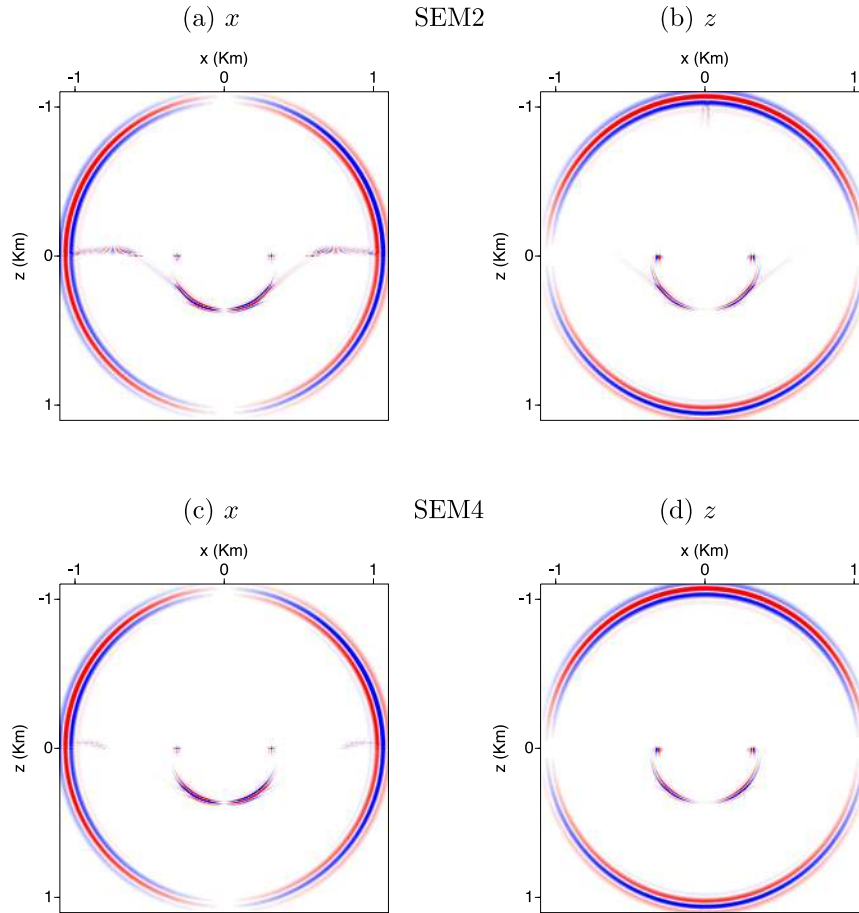 (a) x SEM2 (b) z
x (Km) x (Km)
-1 0 1 -1 0 1
-1 -1
z (Km) 0 z (Km) 0
1 1
(c) x SEM4 (d) z
x (Km) x (Km)
-1 0 1 -1 0 1
-1 -1
z (Km) 0 z (Km) 0
1 1